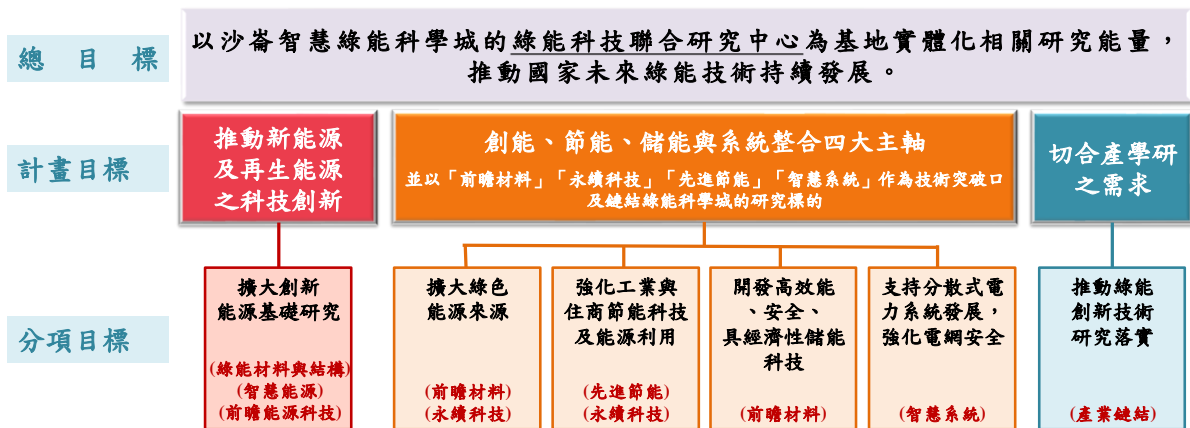 總目標
以沙崙智慧綠能科學城的綠能科技聯合研究中心為基地實體化相關研究能量，
推動國家未來綠能技術持續發展。
計畫目標
推動新能源
及再生能源
之科技創新
創能、節能、儲能與系統整合四大主軸
並以「前瞻材料」「永續科技」「先進節能」「智慧系統」作為技術突破口
及鏈結綠能科學城的研究標的
切合產學研
之需求
分項目標
擴大創新
能源基礎研究
(綠能材料與結構)
(智慧能源)
(前瞻能源科技)
擴大綠色
能源來源
(前瞻材料)
(永續科技)
強化工業與
住商節能科技
及能源利用
(先進節能)
(永續科技)
開發高效能
、安全、
具經濟性儲能
科技
(前瞻材料)
支持分散式電
力系統發展，
強化電網安全
(智慧系統)
推動綠能
創新技術
研究落實
(產業鏈結)